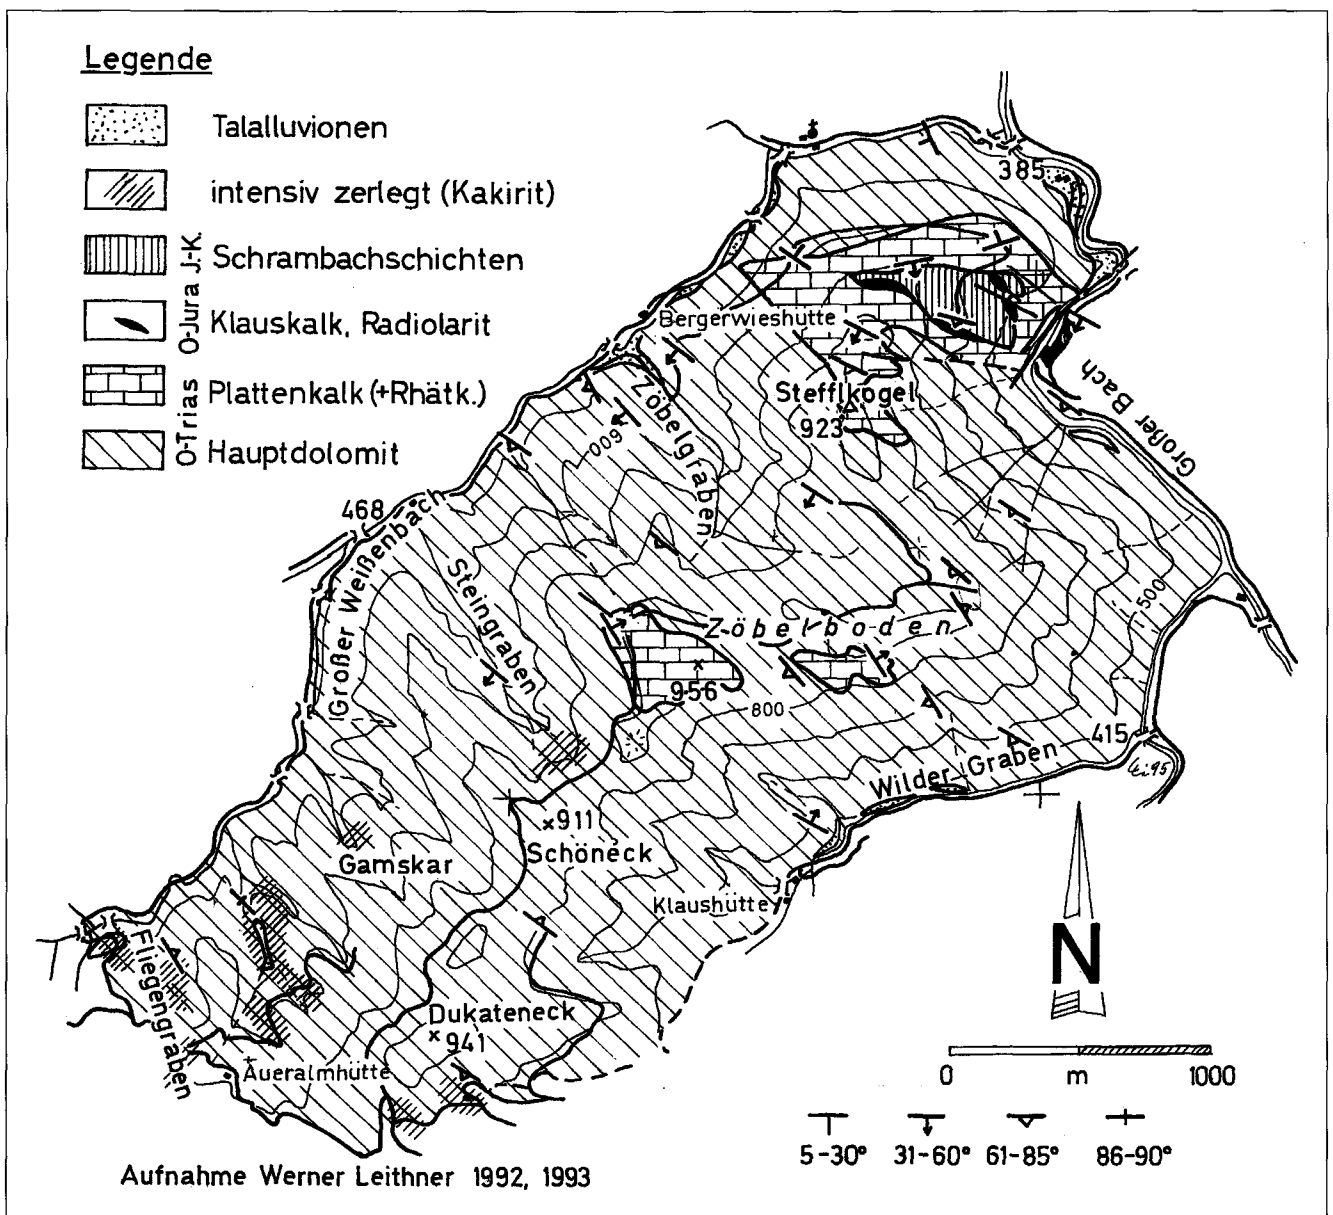 Legende
Talalluvionen
intensiv zerlegt (Kakirit)
J-K.
Schrambachschichten
O-Jura
Klauskalk, Radiolarit
O-Trias
Plattenkalk (+Rhätk.)
Hauptdolomit
385
Bergerwieshütte
Stefflkogel
923
Großer Bach
Zöbelgraben
600
468
Großer Weißenbach
Steingraben
Zöbelboden
500
956
800
415
Wilder Graben
911
Schöneck
Gamskar
Klaushütte
Fliegengraben
Dukateneck
941
Aueralmhütte
N
0 m 1000
5-30° 31-60° 61-85° 86-90°
Aufnahme Werner Leithner 1992, 1993